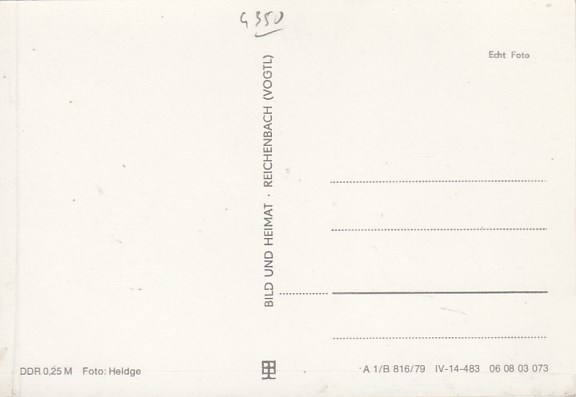 G 350
Echt Foto
BILD UND HEIMAT · REICHENBACH (VOGTL)
DDR 0,25 M Foto: Heldge
A 1/B 816/79 IV-14-483 06 08 03 073